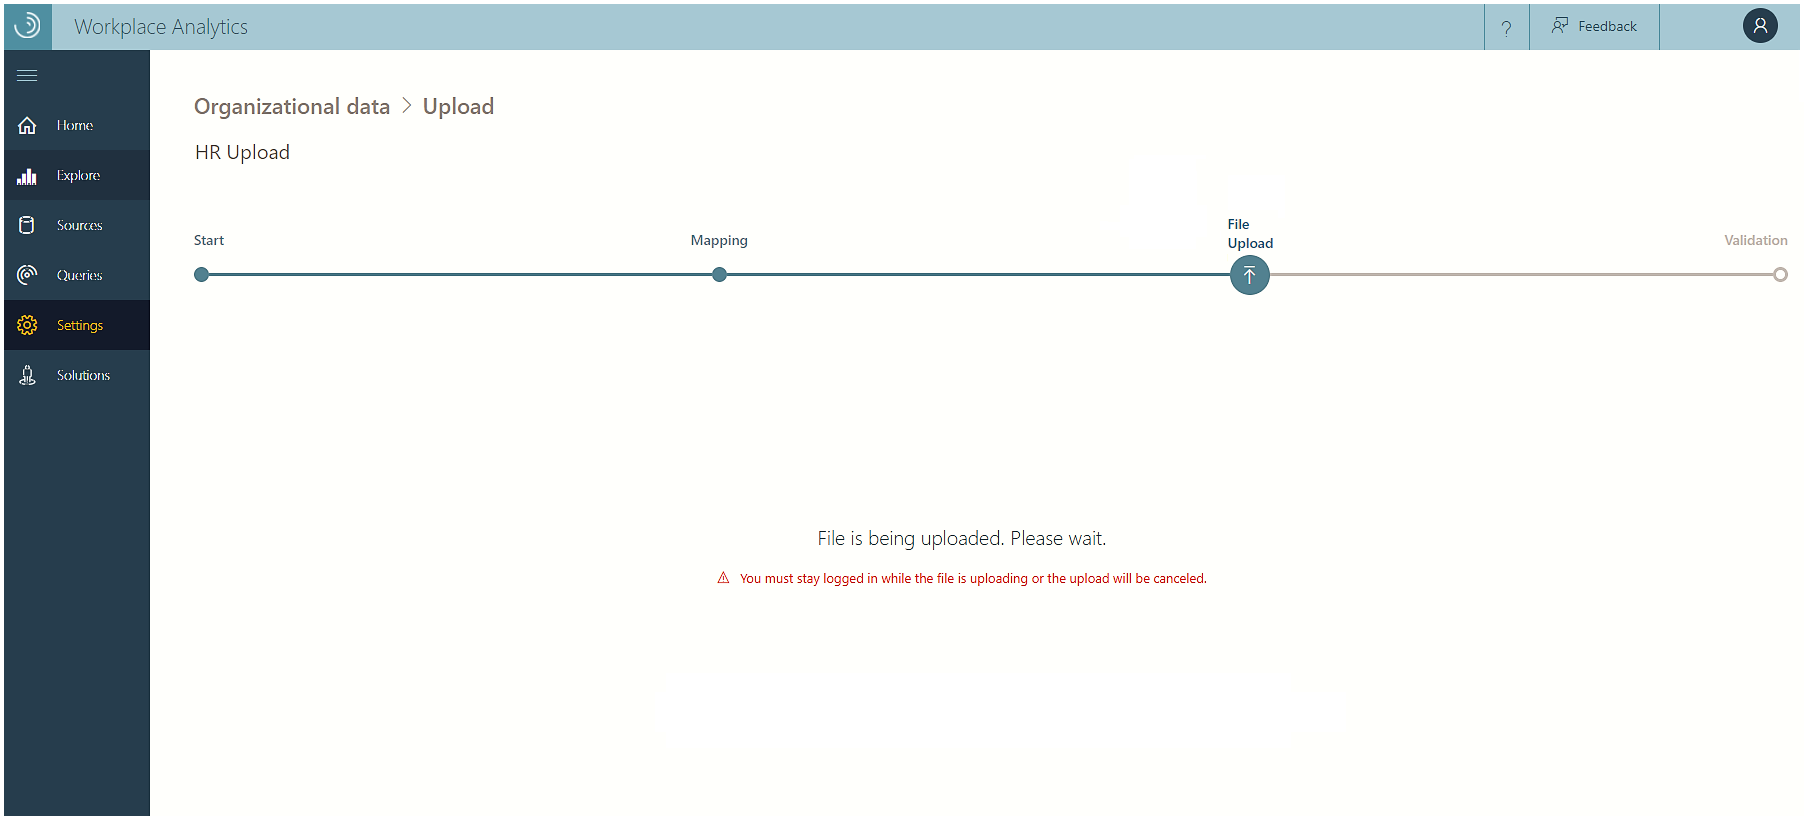 Workplace Analytics
?
Feedback
Home
Explore
Sources
Queries
Settings
Solutions
Organizational data > Upload
HR Upload
Start
Mapping
File
Upload
Validation
File is being uploaded. Please wait.
You must stay logged in while the file is uploading or the upload will be canceled.